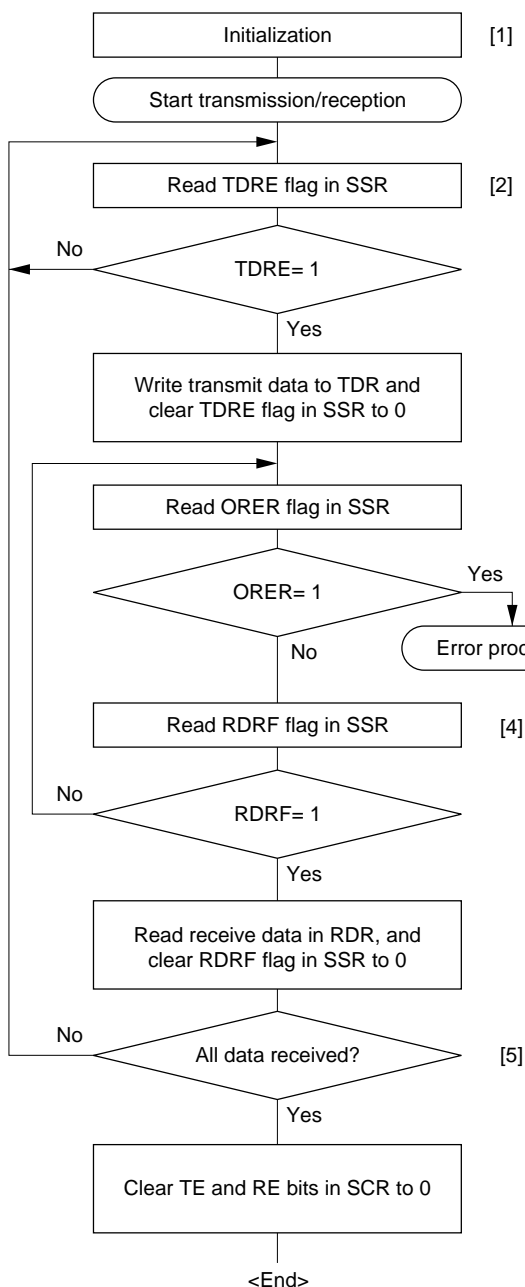 Initialization [1]
Start transmission/reception
Read TDRE flag in SSR [2]
No
TDRE= 1
Yes
Write transmit data to TDR and
clear TDRE flag in SSR to 0
Read ORER flag in SSR
Yes
ORER= 1
No
Error
Read RDRF flag in SSR [4]
No
RDRF= 1
Yes
Read receive data in RDR, and
clear RDRF flag in SSR to 0
No
All data received? [5]
Yes
Clear TE and RE bits in SCR to 0
<End>